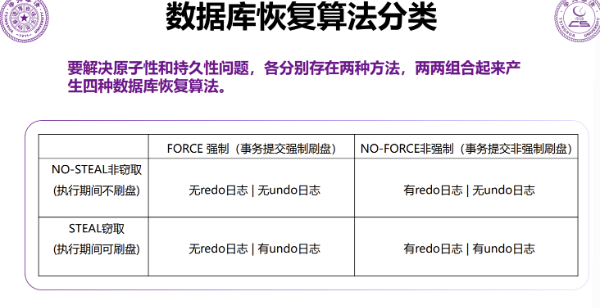 数据库恢复算法分类
要解决原子性和持久性问题，各分别存在两种方法，两两组合起来产
生四种数据库恢复算法。
FORCE 强制（事务提交强制刷盘）
NO-FORCE非强制（事务提交非强制刷盘）
NO-STEAL非窃取
(执行期间不刷盘)
无redo日志 | 无undo日志
有redo日志 | 无undo日志
STEAL窃取
(执行期间可刷盘)
无redo日志 | 有undo日志
有redo日志 | 有undo日志